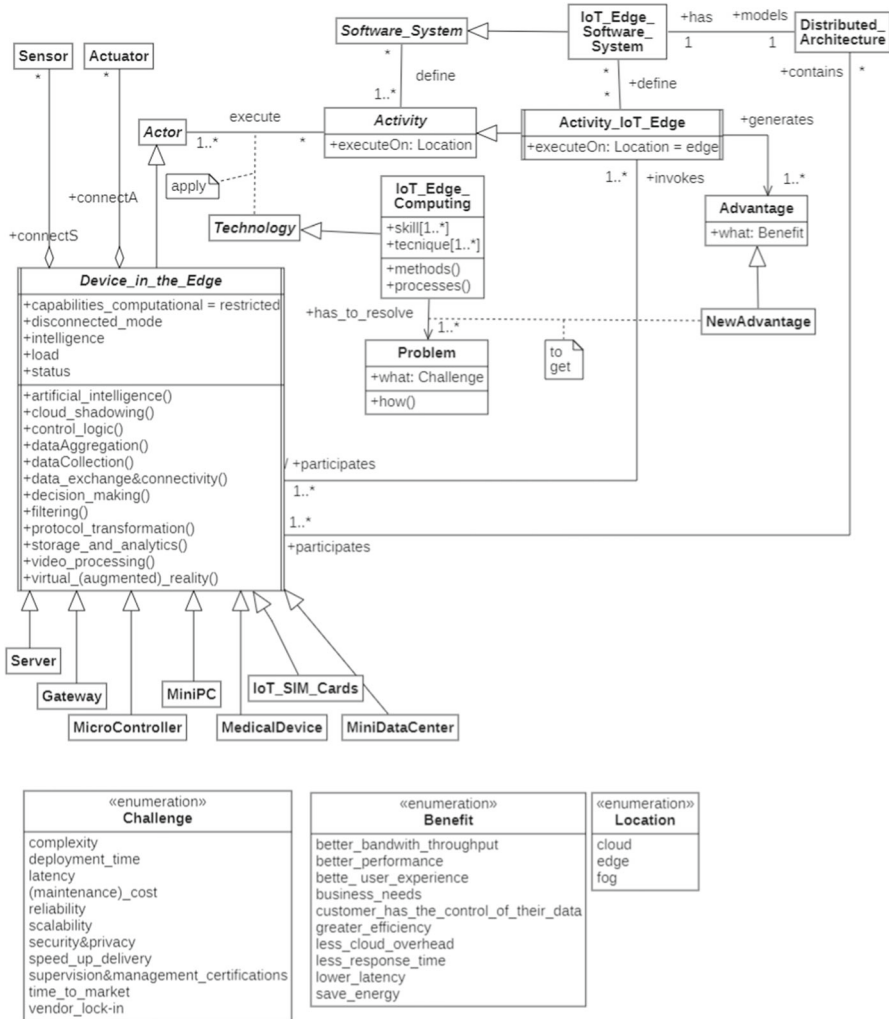 Software_System
*
define
1..*
IoT_Edge_
Software_
System
+has
1
+models
1
Distributed_
Architecture
+contains
*
Sensor
*
Actuator
*
Actor
1..*
execute
*
Activity
+executeOn: Location
*
*
+define
Activity_IoT_Edge
+executeOn: Location = edge
+generates
1..*
1..*
+invokes
apply
+connectA
+connectS
Technology
IoT_Edge_
Computing
+skill[1..*]
+tecnique[1..*]
+methods()
+processes()
Advantage
+what: Benefit
NewAdvantage
+has_to_resolve
1..*
to
get
Problem
+what: Challenge
+how()
Device_in_the_Edge
+capabilities_computational = restricted
+disconnected_mode
+intelligence
+load
+status
+artificial_intelligence()
+cloud_shadowing()
+control_logic()
+dataAggregation()
+dataCollection()
+data_exchange&connectivity()
+decision_making()
+filtering()
+protocol_transformation()
+storage_and_analytics()
+video_processing()
+virtual_(augmented)_reality()
/ +participates
1..*
1..*
+participates
Server
Gateway
MicroController
MiniPC
MedicalDevice
IoT_SIM_Cards
MiniDataCenter
«enumeration»
Challenge
complexity
deployment_time
latency
(maintenance)_cost
reliability
scalability
security&privacy
speed_up_delivery
supervision&management_certifications
time_to_market
vendor_lock-in
«enumeration»
Benefit
better_bandwith_throughput
better_performance
bette_ user_experience
business_needs
customer_has_the_control_of_their_data
greater_efficiency
less_cloud_overhead
less_response_time
lower_latency
save_energy
«enumeration»
Location
cloud
edge
fog